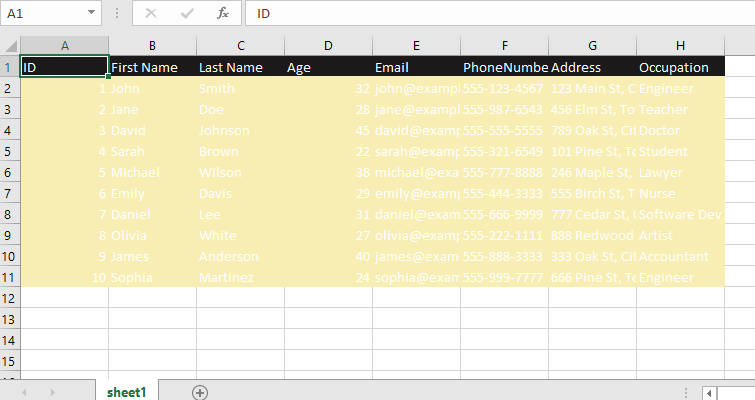 A1 fx ID
A B C D E F G H
1 ID First Name Last Name Age Email PhoneNumbe Address Occupation
2 1 John Smith 32 john@exampl 555-123-4567 123 Main St, C Engineer
3 2 Jane Doe 28 jane@exampl 555-987-6543 456 Elm St, To Teacher
4 3 David Johnson 45 david@examp 555-555-5555 789 Oak St, Cit Doctor
5 4 Sarah Brown 22 sarah@examp 555-321-6549 101 Pine St, To Student
6 5 Michael Wilson 38 michael@exa 555-777-8888 246 Maple St, Lawyer
7 6 Emily Davis 29 emily@examp 555-444-3333 555 Birch St, T Nurse
8 7 Daniel Lee 31 daniel@exam 555-666-9999 777 Cedar St, Software Dev
9 8 Olivia White 27 olivia@examp 555-222-1111 888 Redwood Artist
10 9 James Anderson 40 james@exam 555-888-3333 333 Oak St, Cit Accountant
11 10 Sophia Martinez 24 sophia@exam 555-999-7777 666 Pine St, To Engineer
12
13
14
15
sheet1